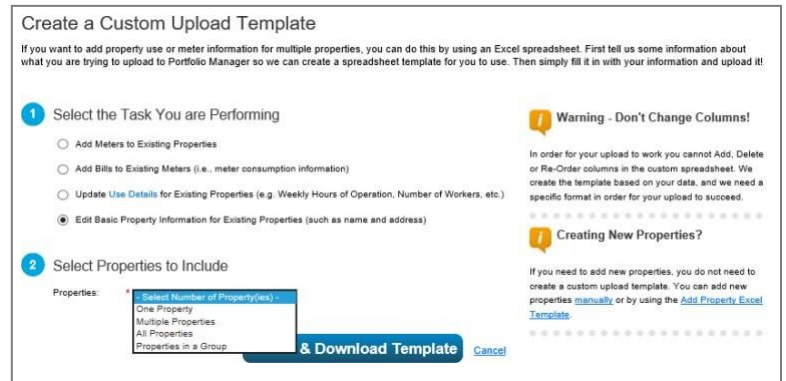 Create a Custom Upload Template
If you want to add property use or meter information for multiple properties, you can do this by using an Excel spreadsheet. First tell us some information about
what you are trying to upload to Portfolio Manager so we can create a spreadsheet template for you to use. Then simply fill it in with your information and upload it!
1 Select the Task You are Performing
Add Meters to Existing Properties
Add Bills to Existing Meters (i.e., meter consumption information)
Update Use Details for Existing Properties (e.g. Weekly Hours of Operation, Number of Workers, etc.)
Edit Basic Property Information for Existing Properties (such as name and address)
2 Select Properties to Include
Properties: *
- Select Number of Property(ies) -
One Property
Multiple Properties
All Properties
Properties in a Group
& Download Template Cancel
i Warning - Don't Change Columns!
In order for your upload to work you cannot Add, Delete
or Re-Order columns in the custom spreadsheet. We
create the template based on your data, and we need a
specific format in order for your upload to succeed.
i Creating New Properties?
If you need to add new properties, you do not need to
create a custom upload template. You can add new
properties manually or by using the Add Property Excel
Template.